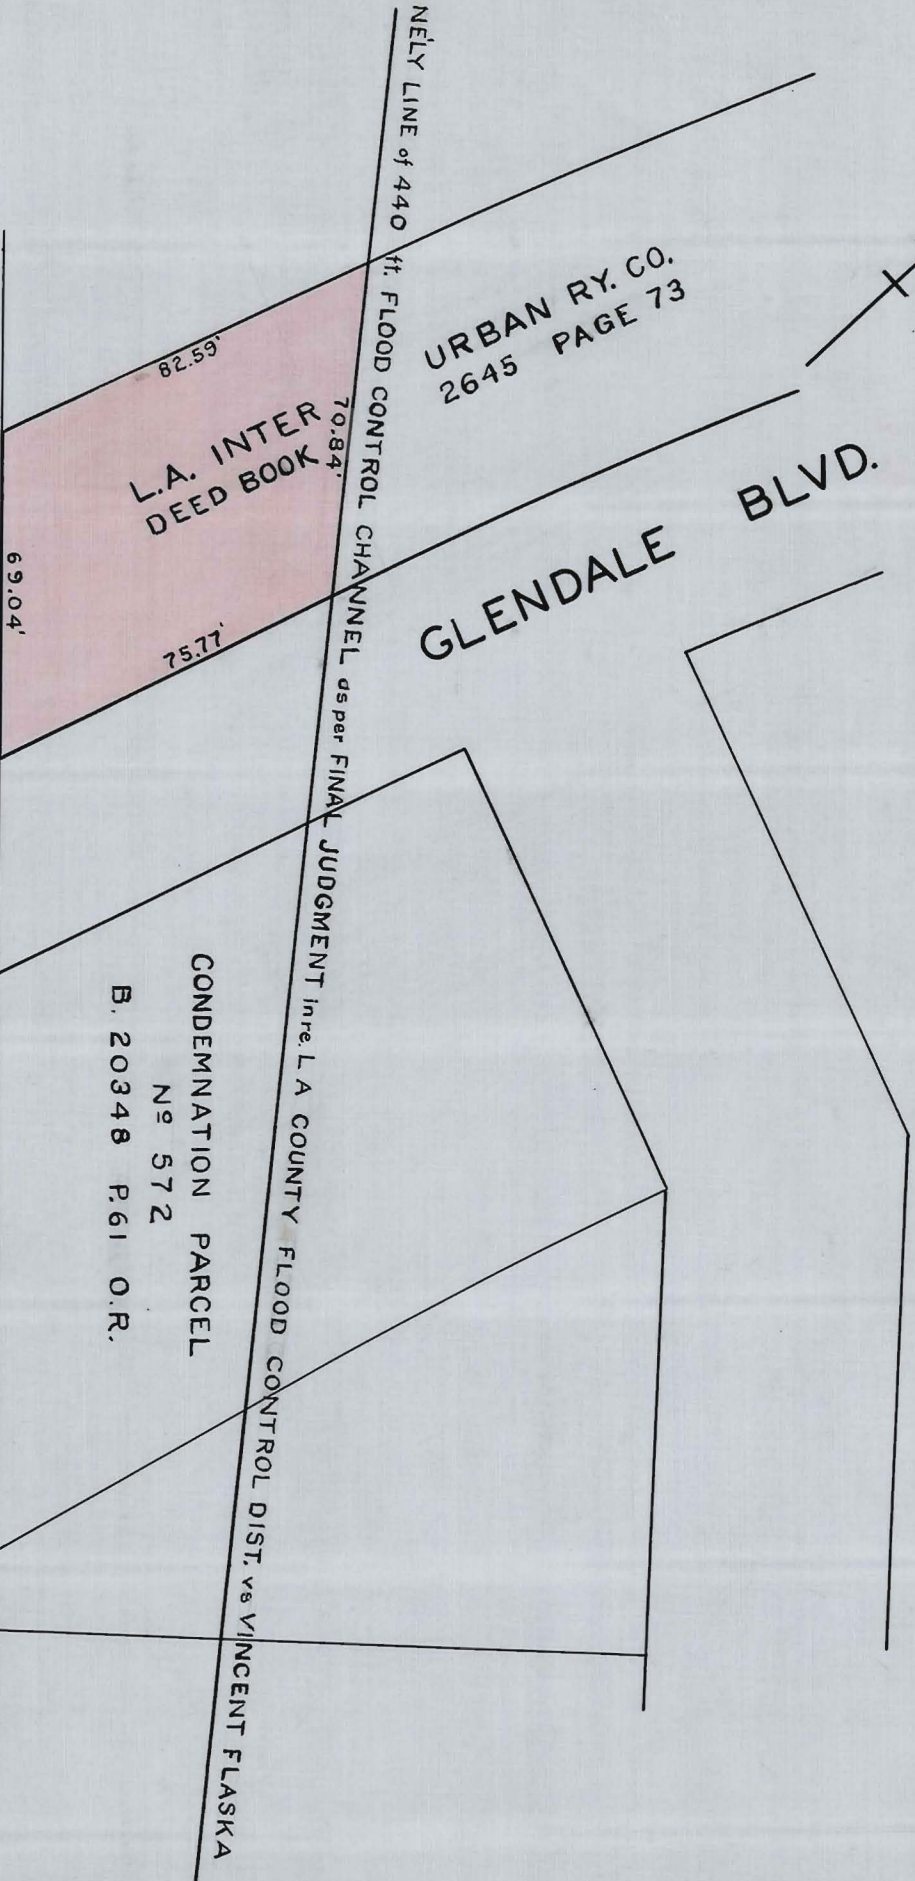 NE'LY LINE of 440 ft. FLOOD CONTROL CHANNEL as per FINAL JUDGMENT in re. L A COUNTY FLOOD CONTROL DIST. vs VINCENT FLASKA
L.A. INTER URBAN RY. CO.
DEED BOOK 2645 PAGE 73
82.59'
70.84'
69.04'
75.77'
GLENDALE BLVD.
CONDEMNATION PARCEL
Nº 572
B. 20348 P.61 O.R.